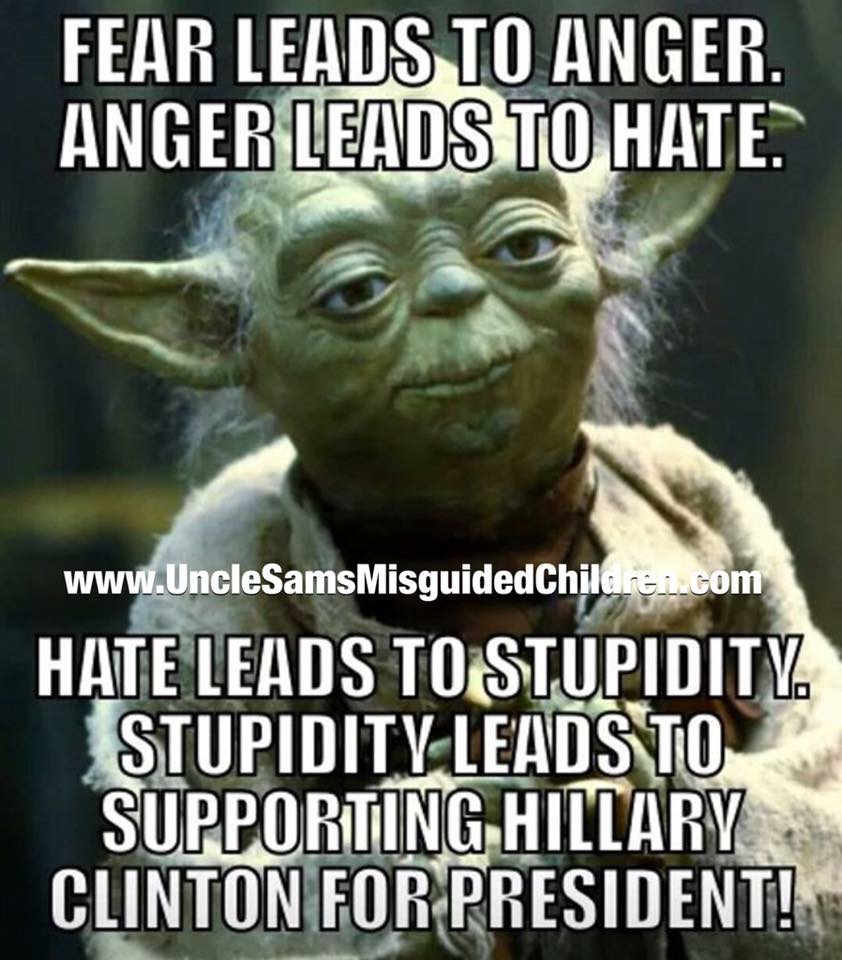 FEAR LEADS TO ANGER.
ANGER LEADS TO HATE.
www.UncleSamsMisguidedChildren.com
HATE LEADS TO STUPIDITY.
STUPIDITY LEADS TO
SUPPORTING HILLARY
CLINTON FOR PRESIDENT!